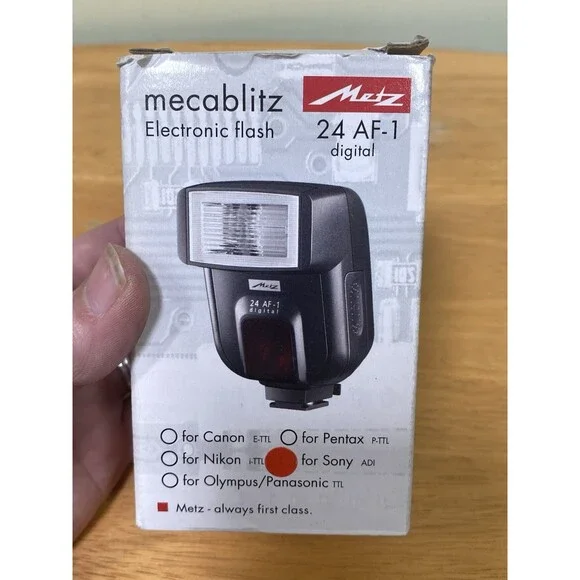 mecablitz
Electronic flash
Metz
24 AF-1
digital
Metz
24 AF-1
digital
for Canon E-TTL
for Pentax P-TTL
for Nikon i-TTL
for Sony ADI
for Olympus/Panasonic TTL
Metz - always first class.